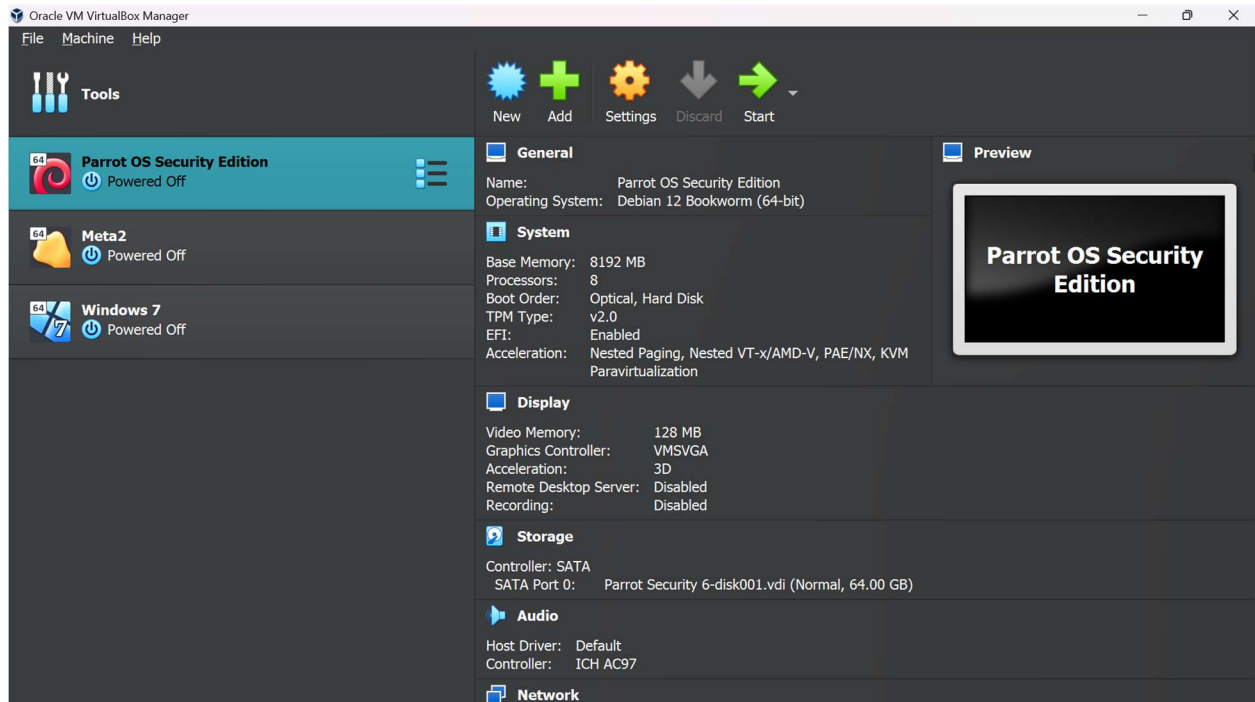 Oracle VM VirtualBox Manager
File Machine Help
Tools
New Add Settings Discard Start
64
Parrot OS Security Edition
Powered Off
64
Meta2
Powered Off
64
7
Windows 7
Powered Off
General
Name: Parrot OS Security Edition
Operating System: Debian 12 Bookworm (64-bit)
System
Base Memory: 8192 MB
Processors: 8
Boot Order: Optical, Hard Disk
TPM Type: v2.0
EFI: Enabled
Acceleration: Nested Paging, Nested VT-x/AMD-V, PAE/NX, KVM
Paravirtualization
Preview
Parrot OS Security
Edition
Display
Video Memory: 128 MB
Graphics Controller: VMSVGA
Acceleration: 3D
Remote Desktop Server: Disabled
Recording: Disabled
Storage
Controller: SATA
SATA Port 0: Parrot Security 6-disk001.vdi (Normal, 64.00 GB)
Audio
Host Driver: Default
Controller: ICH AC97
Network